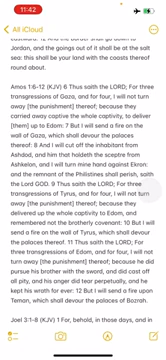 11:42
All iCloud
eastward. 12 And the border shall go down to
Jordan, and the goings out of it shall be at the salt
sea; this shall be your land with the coasts thereof
round about.
Amos 1:6-12 (KJV) 6) Thus saith the LORD; For three
transgressions of Gaza, and for four, I will not turn
away [the punishment] thereof; because they
carried away captive the whole captivity, to deliver
[them] up to Edom: 7 But I will send a fire on the
wall of Gaza, which shall devour the palaces
thereof: 8 And I will cut off the inhabitant from
Ashdod, and him that holdeth the sceptre from
Ashkelon, and I will turn mine hand against Ekron:
and the remnant of the Philistines shall perish, saith
the Lord GOD. 9 Thus saith the LORD; For three
transgressions of Tyrus, and for four, I will not turn
away [the punishment] thereof; because they
delivered up the whole captivity to Edom, and
remembered not the brotherly covenant: 10 But I will
send a fire on the wall of Tyrus, which shall devour
the palaces thereof. 11 Thus saith the LORD; For
three transgressions of Edom, and for four, I will not
turn away [the punishment] thereof; because he did
pursue his brother with the sword, and did cast off
all pity, and his anger did tear perpetually, and he
kept his wrath for ever: 12 But I will send a fire
upon Teman, which shall devour the palaces of Bozrah.
Joel 3:1-8 (KJV) 1 For, behold, in those days, and in